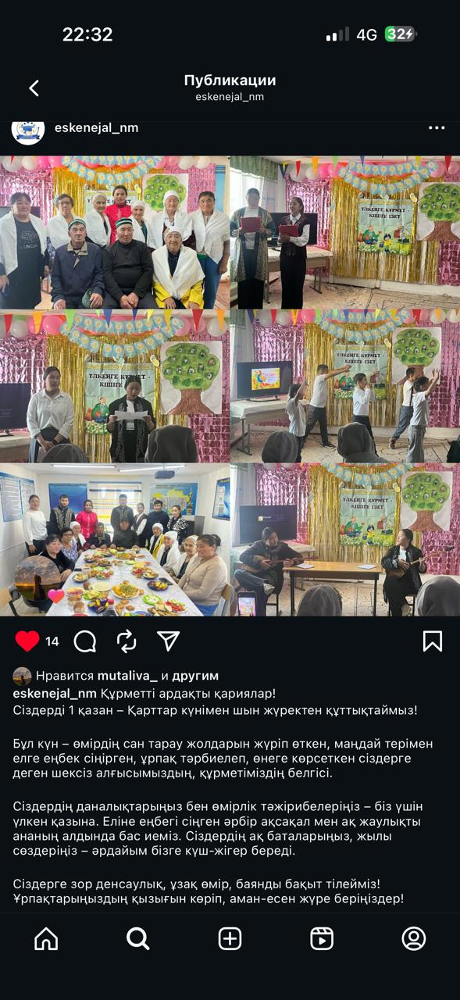 22:32
4G
32
Публикации
eskenejal_nm
eskenejal_nm
ҮЛКЕНГЕ ҚҰРМЕТ -
КІШІГЕ ІЗЕТ
ҮЛКЕНГЕ ҚҰРМЕТ -
КІШІГЕ
ҮЛКЕНГЕ ҚҰРМЕТ -
КІШІГЕ ІЗЕТ
ҮЛКЕНГЕ ҚҰРМЕТ -
КІШІГЕ ІЗЕТ
14
Нравится mutaliva_ и другим
eskenejal_nm Құрметті ардақты қариялар!
Сіздерді 1 қазан – Қарттар күнімен шын жүректен құттықтаймыз!
Бұл күн – өмірдің сан тарау жолдарын жүріп өткен, маңдай терімен
елге еңбек сіңірген, ұрпақ тәрбиелеп, өнеге көрсеткен сіздерге
деген шексіз алғысымыздың, құрметіміздің белгісі.
Сіздердің даналықтарыңыз бен өмірлік тәжірибелеріңіз – біз үшін
үлкен қазына. Еліне еңбегі сіңген әрбір ақсақал мен ақ жаулықты
ананың алдында бас иеміз. Сіздердің ақ баталарыңыз, жылы
сөздеріңіз – әрдайым бізге күш-жігер береді.
Сіздерге зор денсаулық, ұзақ өмір, баянды бақыт тілейміз!
Ұрпақтарыңыздың қызығын көріп, аман-есен жүре беріңіздер!